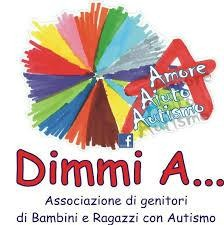 Amore
Aiuto
Autismo
f
Dimmi A...
Associazione di genitori
di Bambini e Ragazzi con Autismo